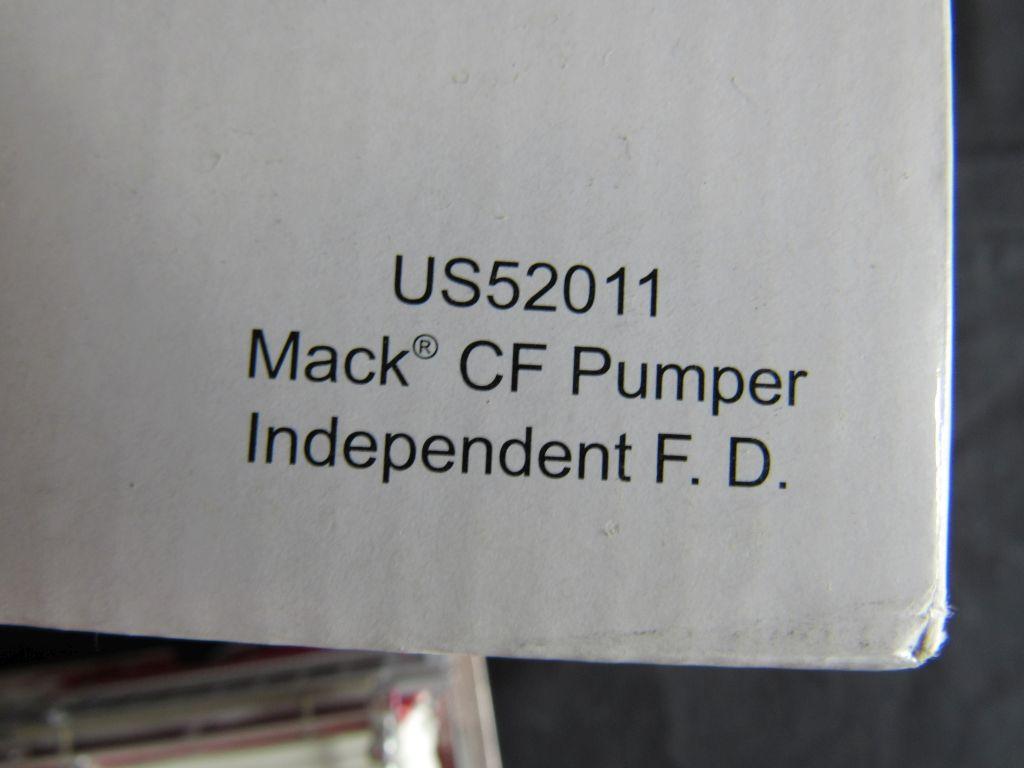 US52011
Mack® CF Pumper
Independent F. D.